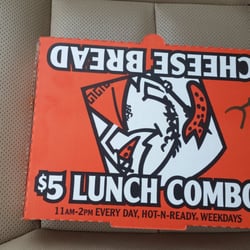 CHEESE BREAD
$5 LUNCH COMBO
11AM-2PM EVERY DAY, HOT-N-READY, WEEKDAYS